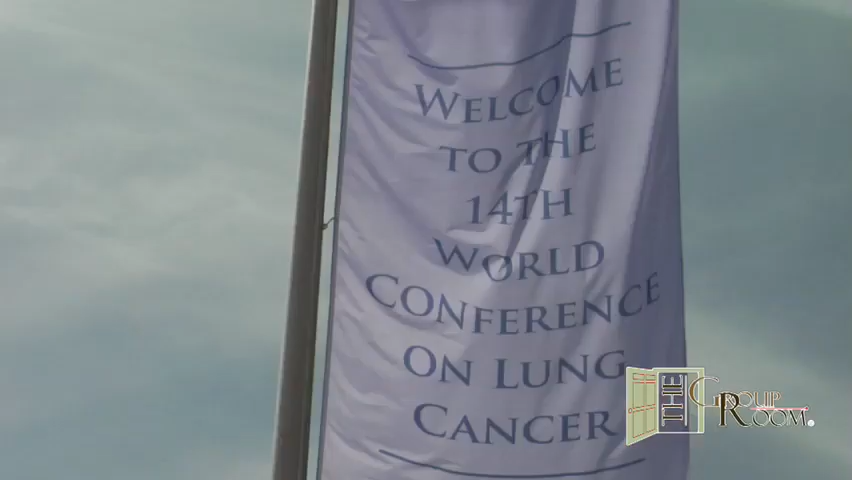 WELCOME
TO THE
14TH
WORLD
CONFERENCE
ON LUNG
CANCER
THE
GROUP
ROOM